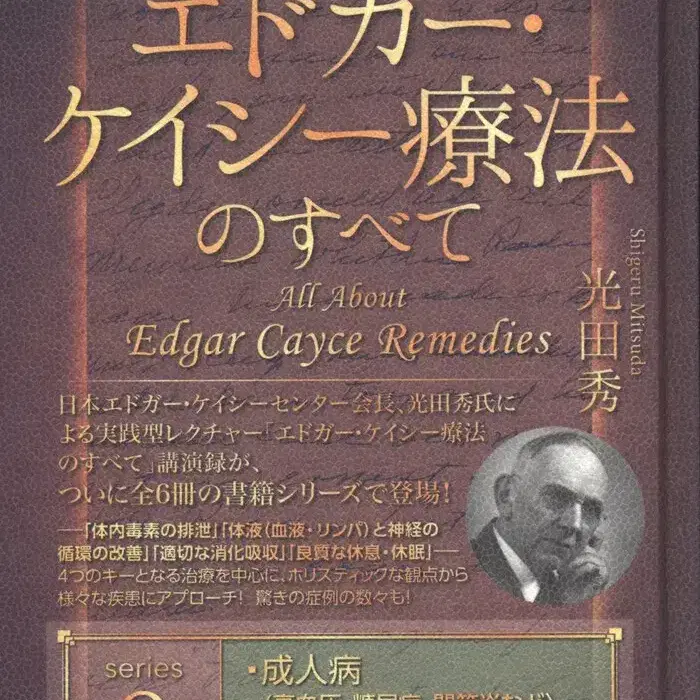 エドガー・
ケイシー療法
のすべて
All About
Edgar Cayce Remedies
Shigeru Mitsuda
光田秀
日本エドガー・ケイシーセンター会長、光田秀氏に
よる実践型レクチャー「エドガー・ケイシー療法
のすべて」講演録が、
ついに全6冊の書籍シリーズで登場!
──「体内毒素の排泄」「体液(血液・リンパ)と神経の
循環の改善」「適切な消化吸収」「良質な休息・休眠」──
4つのキーとなる治療を中心に、ホリスティックな観点から
様々な疾患にアプローチ! 驚きの症例の数々も!
series
・成人病